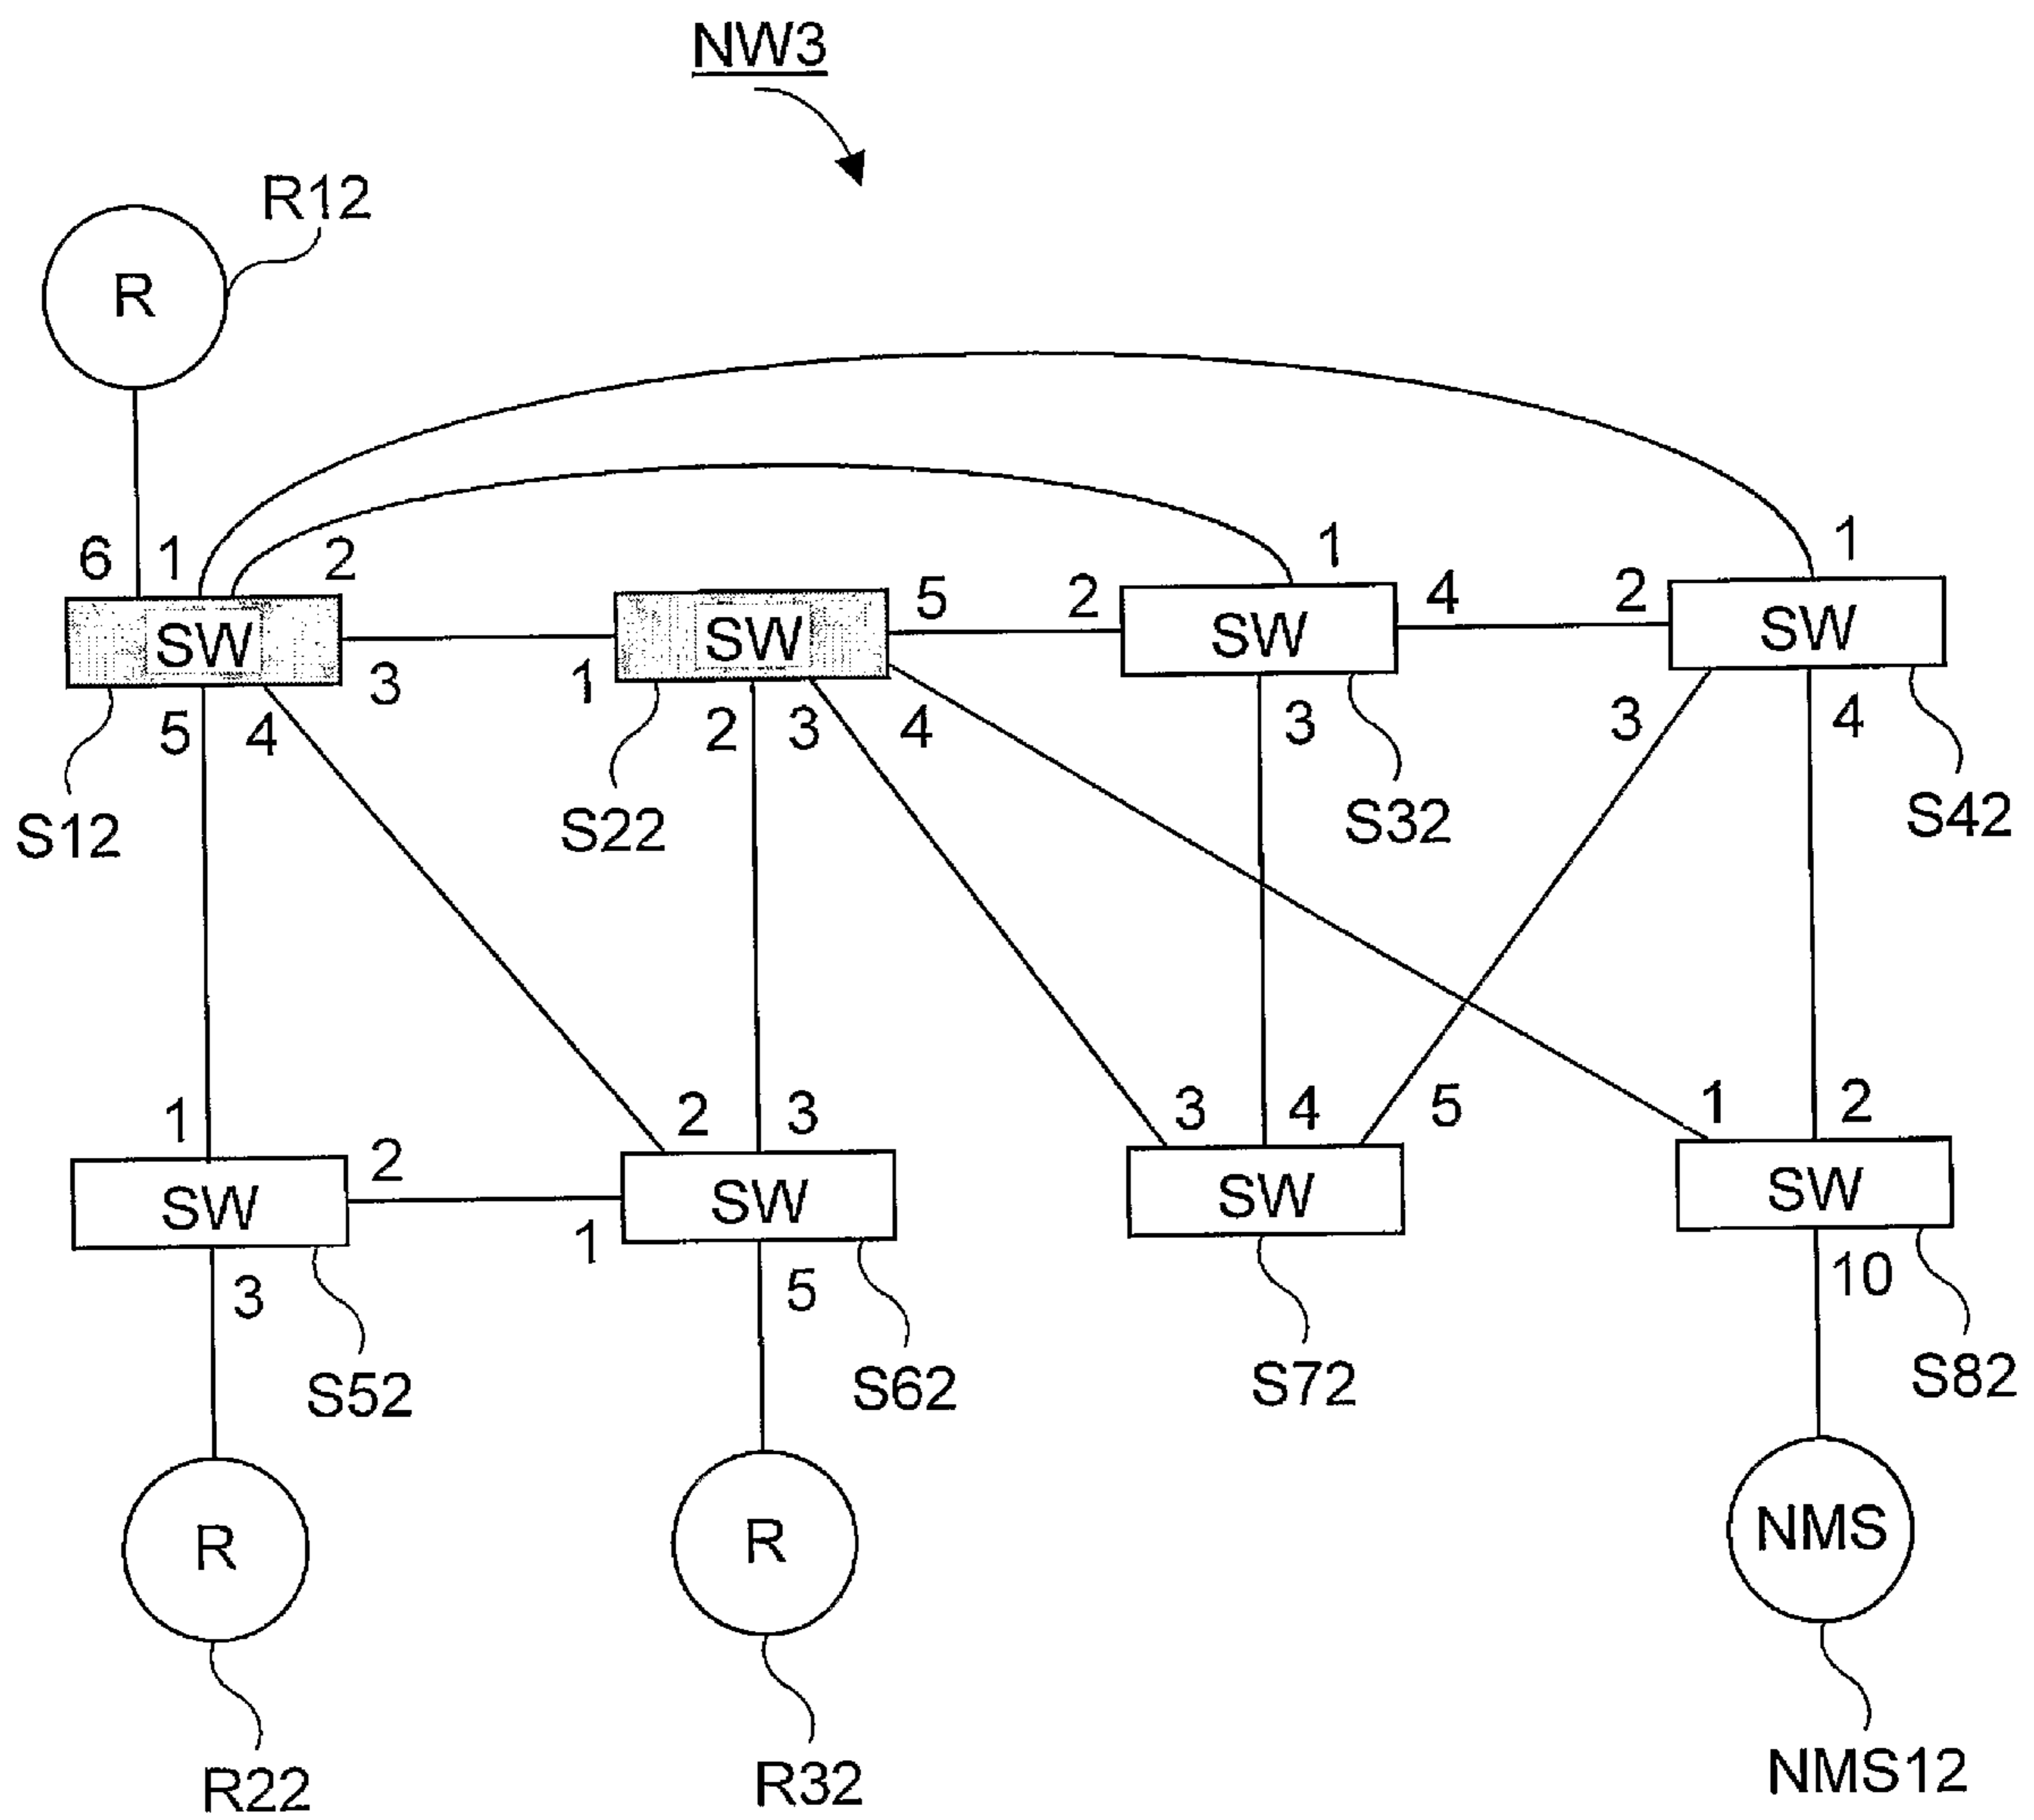 NW3
R12
R
6 1 2 1 1
5 2 4 2
SW SW SW SW
3 1
5 4 2 3 4 3 3 4
S12 S22 S32 S42
1 2 3 3 4 5 1 2
2
SW SW SW SW
1
3 5 10
S52 S62 S72 S82
R R NMS
R22 R32 NMS12